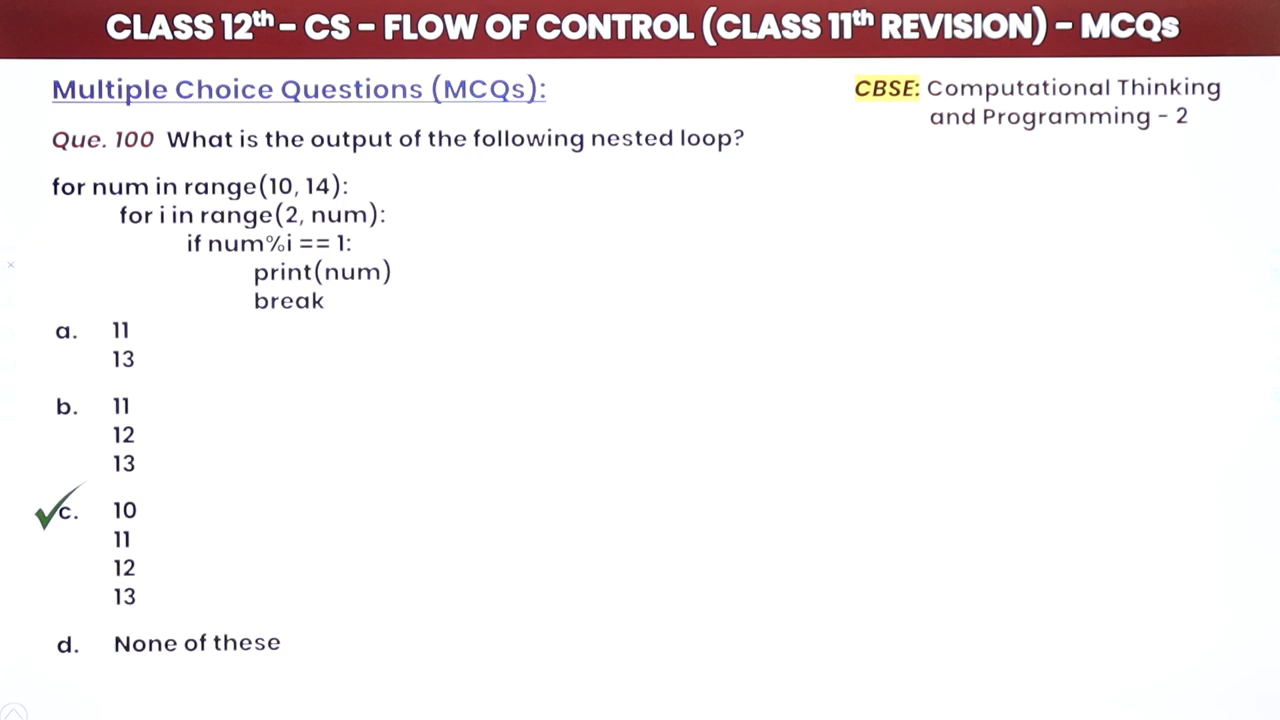 CLASS 12th - CS - FLOW OF CONTROL (CLASS 11th REVISION) - MCQs
Multiple Choice Questions (MCQs):
CBSE: Computational Thinking
and Programming - 2
Que. 100 What is the output of the following nested loop?
for num in range(10, 14):
for i in range(2, num):
if num%i == 1:
print(num)
break
a. 11
13
b. 11
12
13
c. 10
11
12
13
d. None of these